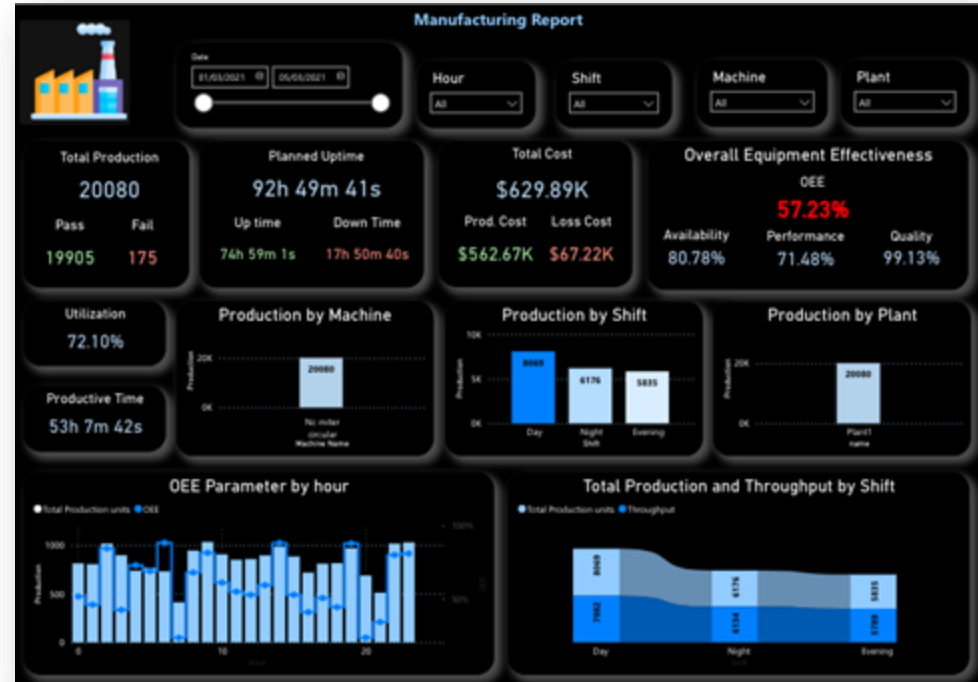 Manufacturing Report
Date
01/03/2021 05/03/2021
Hour
All
Shift
All
Machine
All
Plant
All
Total Production
20080
Pass Fail
19905 175
Planned Uptime
92h 49m 41s
Up time Down Time
74h 59m 1s 17h 50m 40s
Total Cost
$629.89K
Prod. Cost Loss Cost
$562.67K $67.22K
Overall Equipment Effectiveness
OEE
57.23%
Availability Performance Quality
80.78% 71.48% 99.13%
Utilization
72.10%
Productive Time
53h 7m 42s
Production by Machine
Production
20K
0K
20080
Nc miter
circular
Machine Name
Production by Shift
Production
10K
5K
0K
8069 6176 5835
Day Night Evening
Shift
Production by Plant
Production
20K
0K
20080
Plant1
name
OEE Parameter by hour
Total Production units OEE
Production
1000
500
0
100%
50%
OEE
0 10 20
Hour
Total Production and Throughput by Shift
Total Production units Throughput
8069 6176 5835
7962 6134 5789
Day Night Evening
Shift